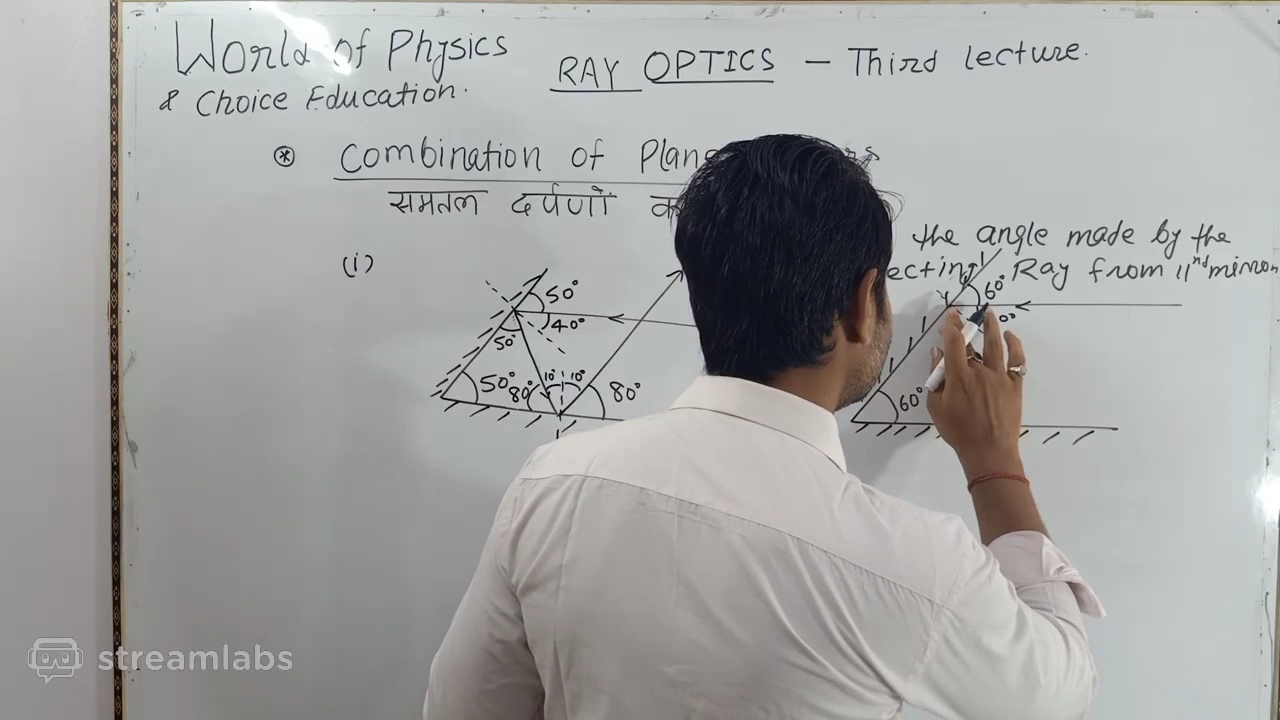 World of Physics
& Choice Education.
RAY OPTICS – Third lecture.
* Combination of
समतल दर्पणों
the angle made by the
Ray from IInd mirror
(i)
50°
40°
50°
50°
80°
10°
10°
80°
60°
60°
streamlabs